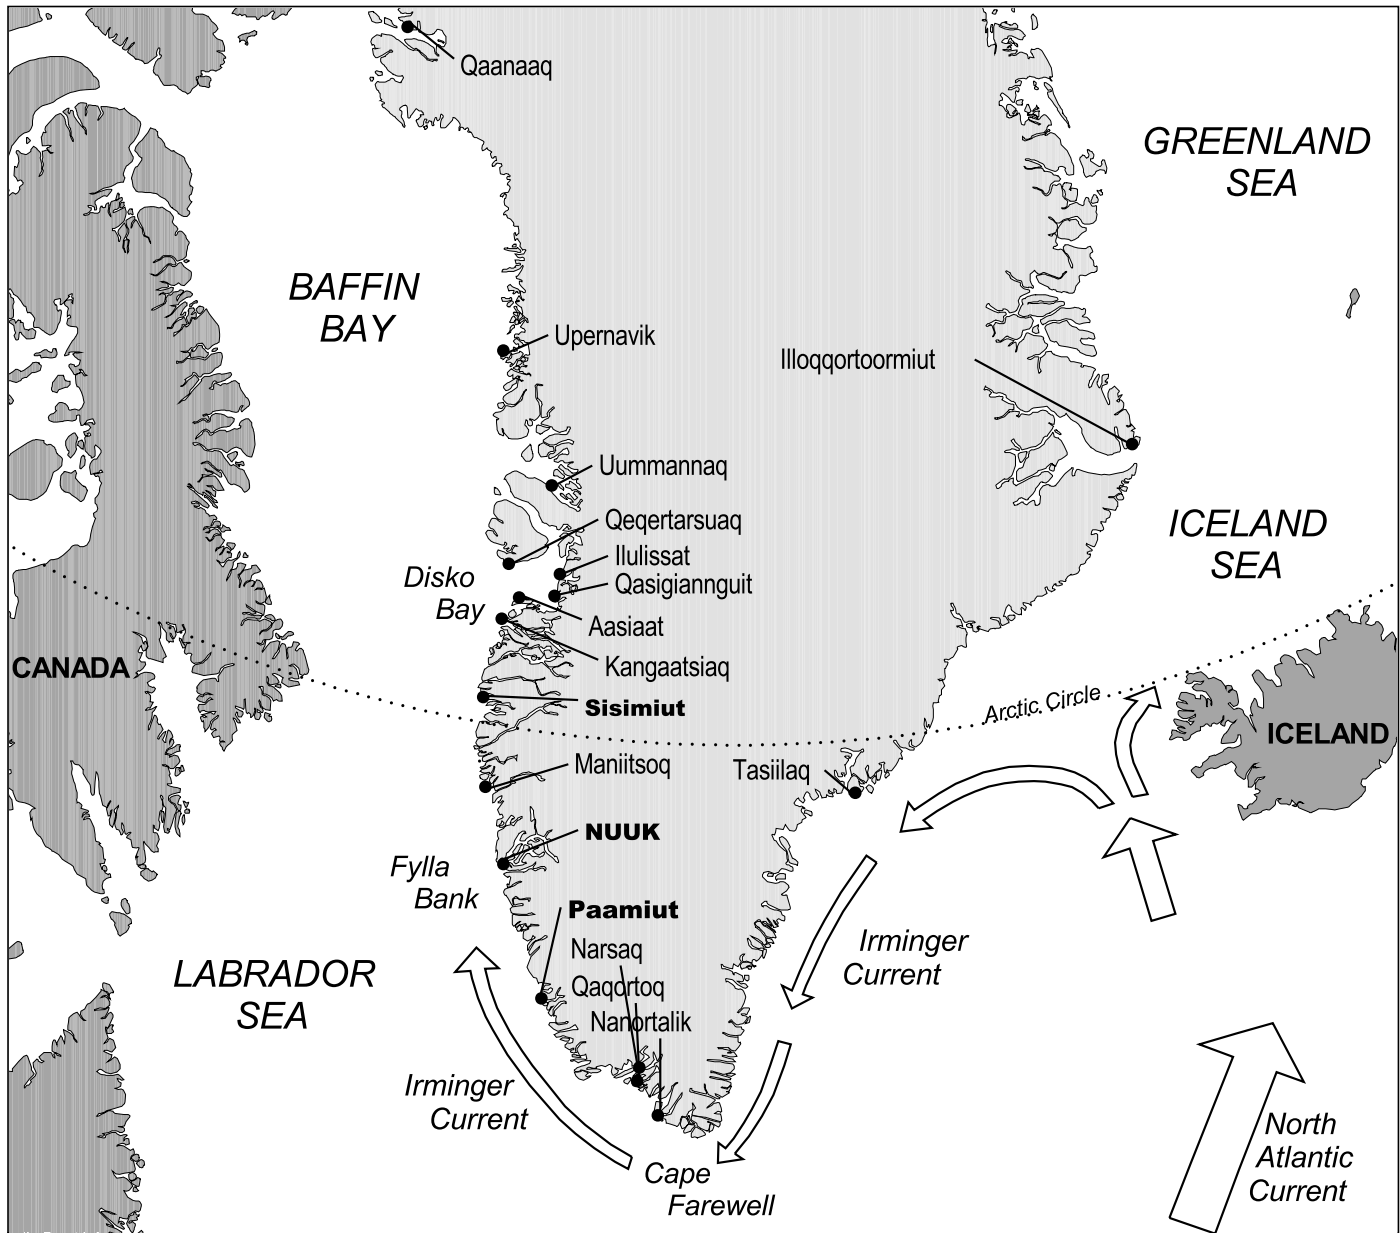 Qaanaaq
GREENLAND
SEA
BAFFIN
BAY
Upernavik
Illoqqortoormiut
Uummannaq
Qeqertarsuaq
ICELAND
SEA
Ilulissat
Disko
Bay
Qasigiannguit
Aasiaat
Kangaatsiaq
CANADA
Sisimiut
Arctic Circle
ICELAND
Maniitsoq
Tasiilaq
NUUK
Fylla
Bank
Paamiut
Narsaq
Irminger
Current
LABRADOR
SEA
Qaqortoq
Nanortalik
Irminger
Current
North
Atlantic
Current
Cape
Farewell